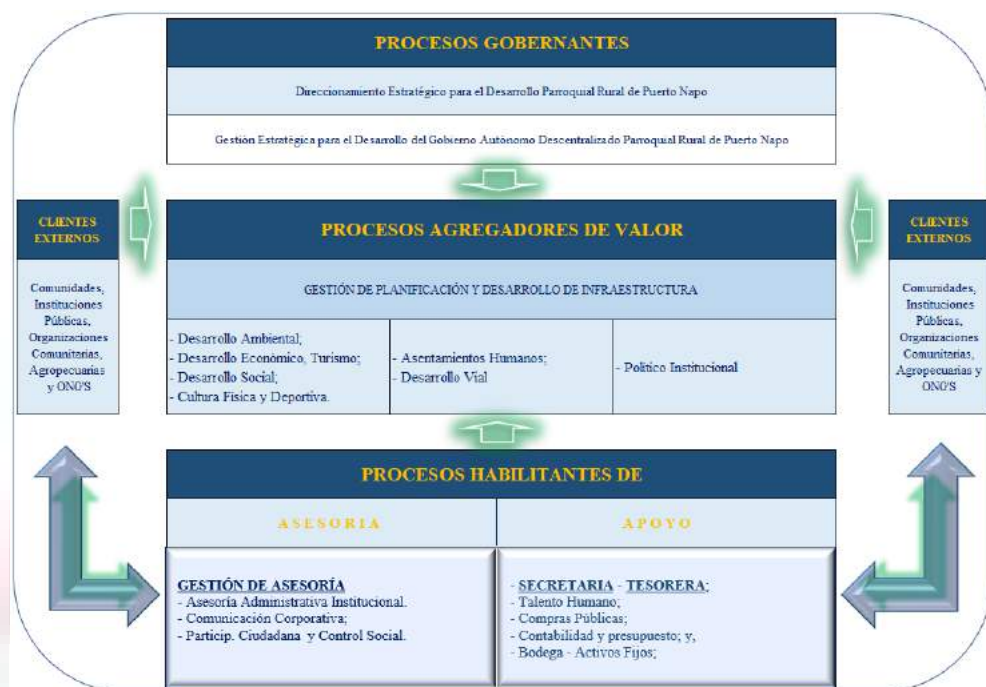 PROCESOS GOBERNANTES
Direccionamiento Estratégico para el Desarrollo Parroquial Rural de Puerto Napo
Gestión Estratégica para el Desarrollo del Gobierno Autónomo Descentralizado Parroquial Rural de Puerto Napo
CLIENTES
EXTERNOS
Comunidades,
Instituciones
Públicas,
Organizaciones
Comunitarias,
Agropecuarias
y ONG'S
PROCESOS AGREGADORES DE VALOR
GESTIÓN DE PLANIFICACIÓN Y DESARROLLO DE INFRAESTRUCTURA
- Desarrollo Ambiental;
- Desarrollo Económico, Turismo;
- Desarrollo Social;
- Cultura Física y Deportiva.
- Asentamientos Humanos;
- Desarrollo Vial
- Político Institucional
CLIENTES
EXTERNOS
Comunidades,
Instituciones
Públicas,
Organizaciones
Comunitarias,
Agropecuarias y
ONG'S
PROCESOS HABILITANTES DE
ASESORIA
APOYO
GESTIÓN DE ASESORÍA
- Asesoría Administrativa Institucional.
- Comunicación Corporativa;
- Particip. Ciudadana y Control Social.
- SECRETARIA - TESORERA;
- Talento Humano;
- Compras Públicas;
- Contabilidad y presupuesto; y,
- Bodega - Activos Fijos;